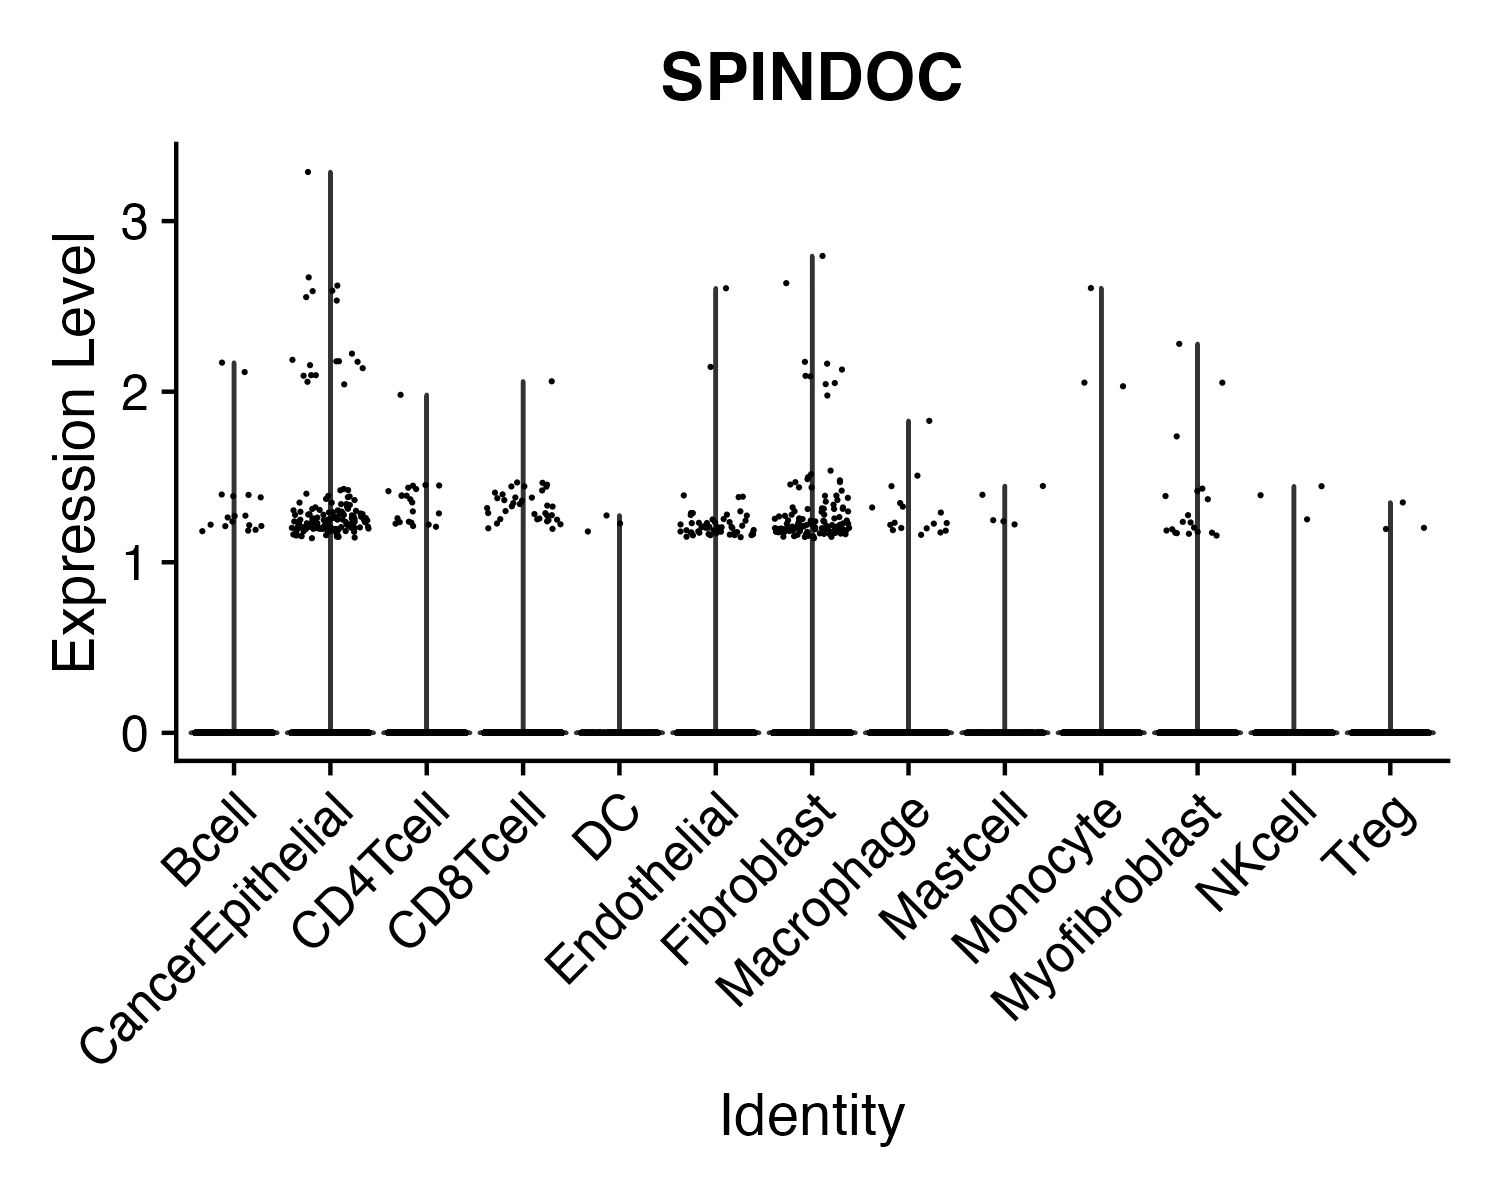 SPINDOC
Expression Level
3
2
1
0
Bcell
CancerEpithelial
CD4Tcell
CD8Tcell
DC
Endothelial
Fibroblast
Macrophage
Mastcell
Monocyte
Myofibroblast
NKcell
Treg
Identity